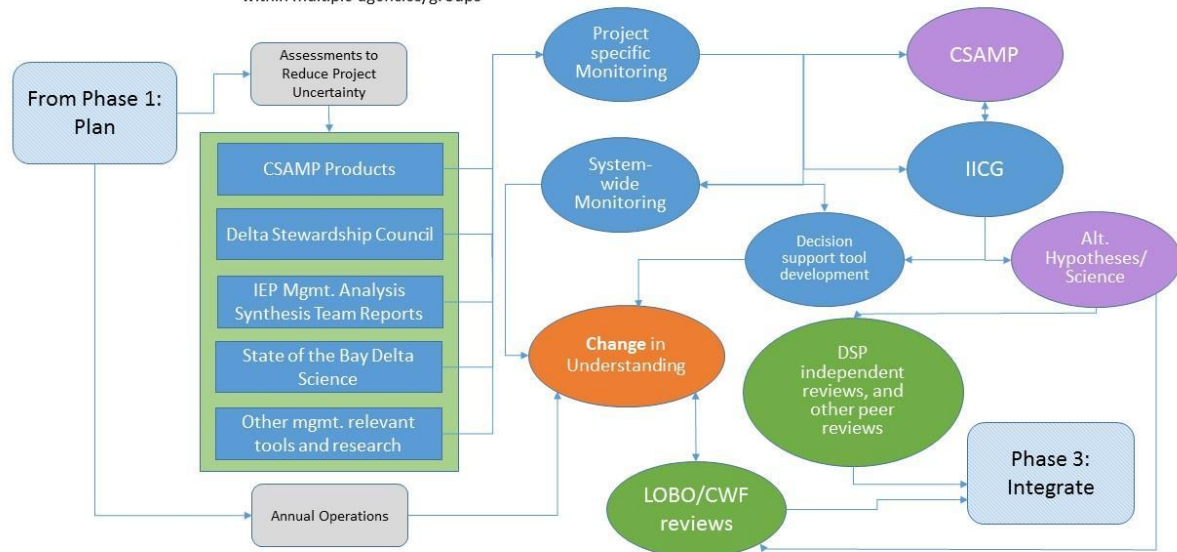 within multiple agencies/groups
From Phase 1:
Plan
Assessments to
Reduce Project
Uncertainty
CSAMP Products
Delta Stewardship Council
IEP Mgmt. Analysis
Synthesis Team Reports
State of the Bay Delta
Science
Other mgmt. relevant
tools and research
Annual Operations
Project
specific
Monitoring
System-
wide
Monitoring
CSAMP
IICG
Decision
support tool
development
Alt.
Hypotheses/
Science
Change in
Understanding
DSP
independent
reviews, and
other peer
reviews
LOBO/CWF
reviews
Phase 3:
Integrate